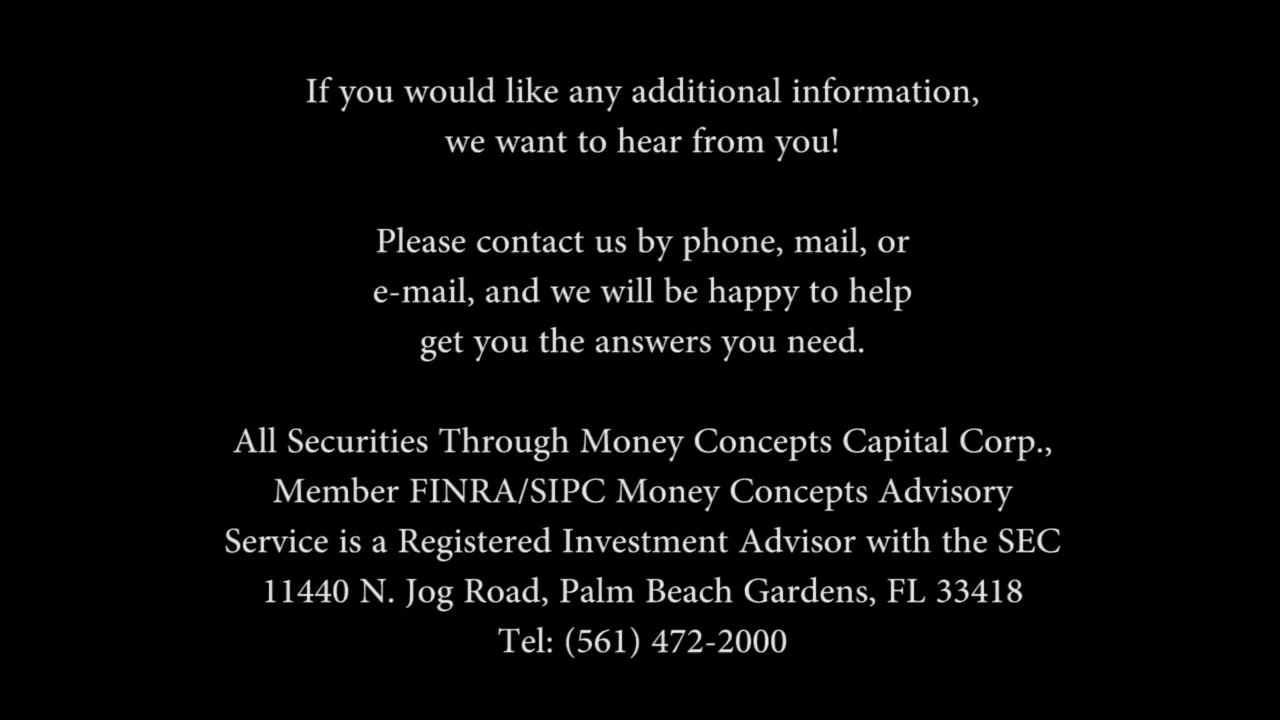 If you would like any additional information,
we want to hear from you!
Please contact us by phone, mail, or
e-mail, and we will be happy to help
get you the answers you need.
All Securities Through Money Concepts Capital Corp.,
Member FINRA/SIPC Money Concepts Advisory
Service is a Registered Investment Advisor with the SEC
11440 N. Jog Road, Palm Beach Gardens, FL 33418
Tel: (561) 472-2000